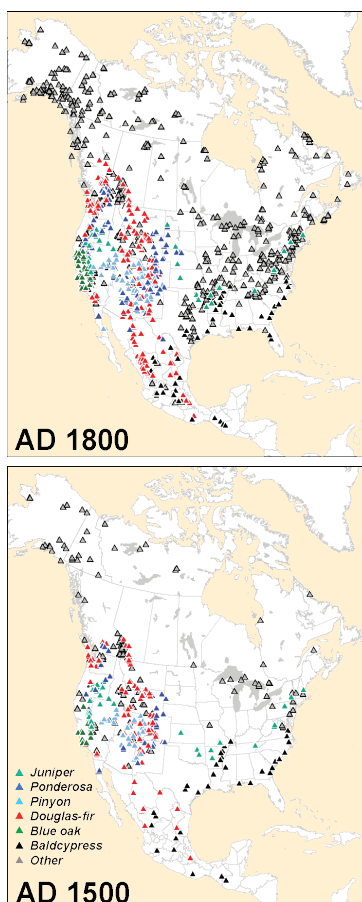 AD 1800
Juniper
Ponderosa
Pinyon
Douglas-fir
Blue oak
Baldcypress
Other
AD 1500